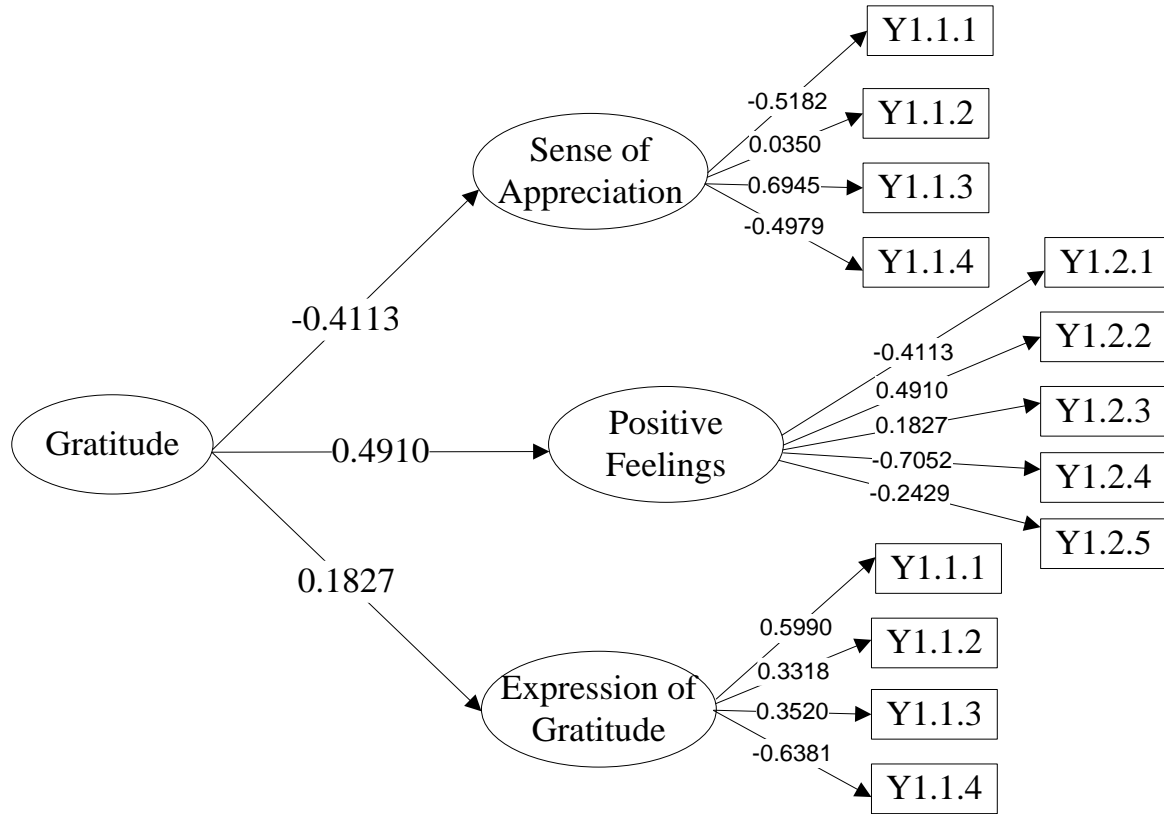 Y1.1.1
-0.5182
Y1.1.2
0.0350
Sense of
Appreciation
0.6945
Y1.1.3
-0.4979
Y1.1.4
-0.4113
Y1.2.1
-0.4113
Y1.2.2
0.4910
Gratitude
0.4910
Positive
Feelings
0.1827
Y1.2.3
-0.7052
Y1.2.4
-0.2429
Y1.2.5
0.1827
Y1.1.1
0.5990
Y1.1.2
0.3318
Expression of
Gratitude
0.3520
Y1.1.3
-0.6381
Y1.1.4